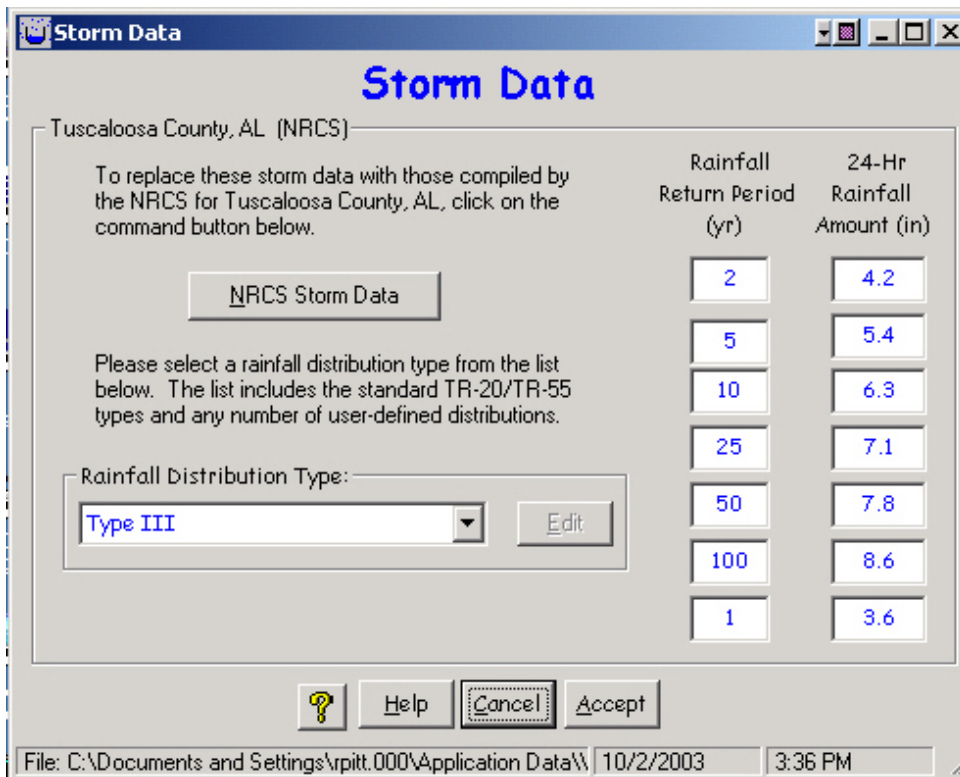 Storm Data
Storm Data
Tuscaloosa County, AL (NRCS)
To replace these storm data with those compiled by
the NRCS for Tuscaloosa County, AL, click on the
command button below.
NRCS Storm Data
Please select a rainfall distribution type from the list
below. The list includes the standard TR-20/TR-55
types and any number of user-defined distributions.
Rainfall Distribution Type:
Type III
Edit
Rainfall
Return Period
(yr)
24-Hr
Rainfall
Amount (in)
2 4.2
5 5.4
10 6.3
25 7.1
50 7.8
100 8.6
1 3.6
? Help Cancel Accept
File: C:\Documents and Settings\rpitt.000\Application Data\\ 10/2/2003 3:36 PM